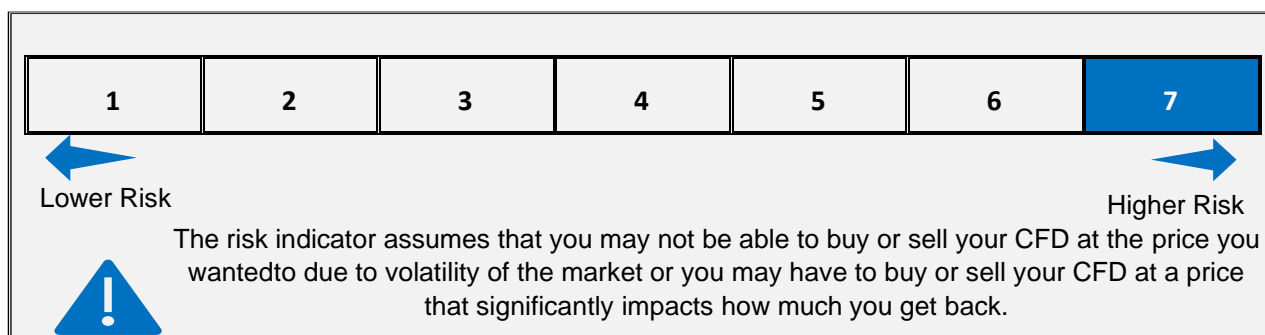 1 2 3 4 5 6 7
Lower Risk
Higher Risk
The risk indicator assumes that you may not be able to buy or sell your CFD at the price you
wantedto due to volatility of the market or you may have to buy or sell your CFD at a price
that significantly impacts how much you get back.
!